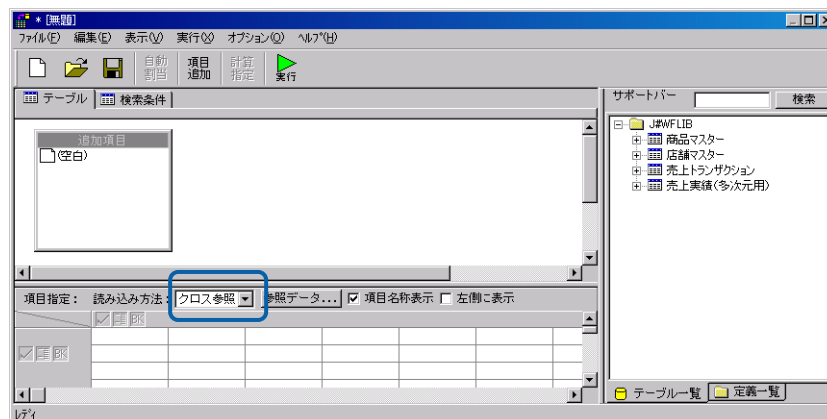 * [無題]
ﾌｧｲﾙ(F) 編集(E) 表示(V) 実行(X) オプション(O) ﾍﾙﾌﾟ(H)
自動割当 項目追加 計算指定 実行
テーブル 検索条件
サポートバー 検索
追加項目
(空白)
J#WFLIB
商品マスター
店舗マスター
売上トランザクション
売上実績(多次元用)
項目指定： 読み込み方法： クロス参照 参照データ... 項目名称表示 左側に表示
テーブル一覧 定義一覧
ﾚﾃﾞｨ